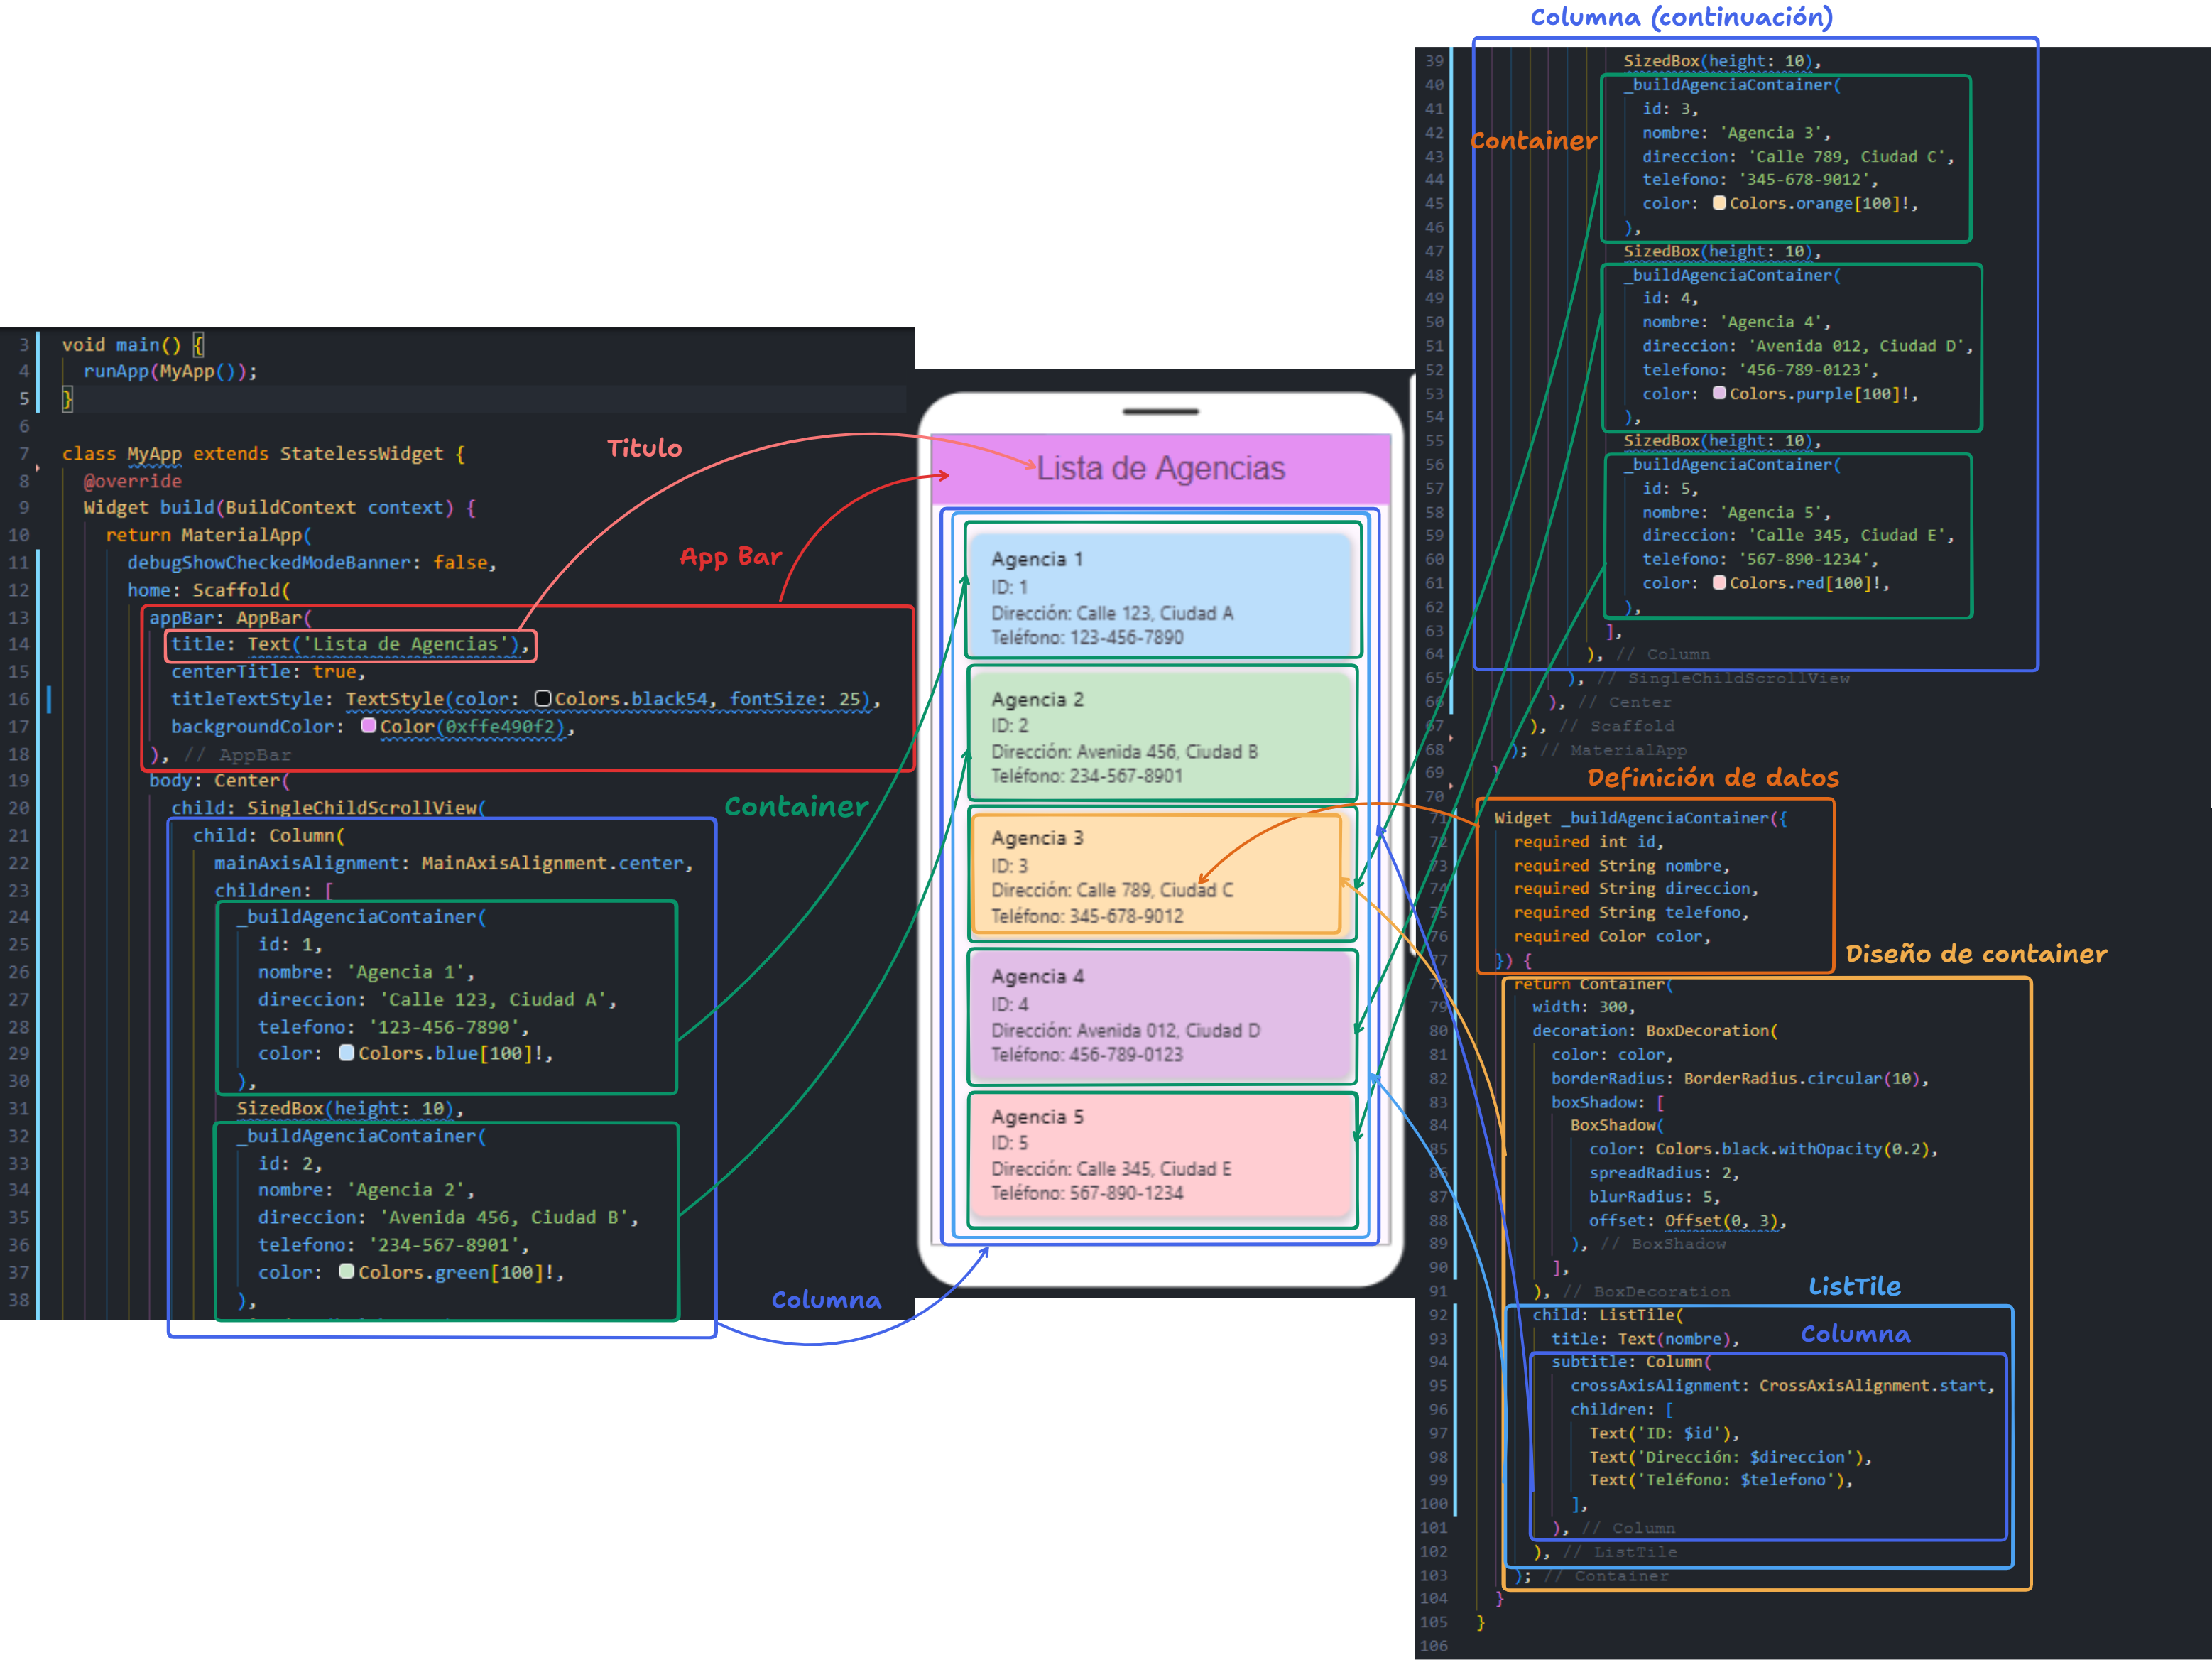 3 void main() {
4 runApp(MyApp());
5 }
6
7 class MyApp extends StatelessWidget {
8 @override
9 Widget build(BuildContext context) {
10 return MaterialApp(
11 debugShowCheckedModeBanner: false,
12 home: Scaffold(
13 appBar: AppBar(
14 title: Text('Lista de Agencias'),
15 centerTitle: true,
16 titleTextStyle: TextStyle(color: Colors.black54, fontSize: 25),
17 backgroundColor: Color(0xffe490f2),
18 ), // AppBar
19 body: Center(
20 child: SingleChildScrollView(
21 child: Column(
22 mainAxisAlignment: MainAxisAlignment.center,
23 children: [
24 _buildAgenciaContainer(
25 id: 1,
26 nombre: 'Agencia 1',
27 direccion: 'Calle 123, Ciudad A',
28 telefono: '123-456-7890',
29 color: Colors.blue[100]!,
30 ),
31 SizedBox(height: 10),
32 _buildAgenciaContainer(
33 id: 2,
34 nombre: 'Agencia 2',
35 direccion: 'Avenida 456, Ciudad B',
36 telefono: '234-567-8901',
37 color: Colors.green[100]!,
38 ),
Titulo
App Bar
Container
Columna
Lista de Agencias
Agencia 1
ID: 1
Dirección: Calle 123, Ciudad A
Teléfono: 123-456-7890
Agencia 2
ID: 2
Dirección: Avenida 456, Ciudad B
Teléfono: 234-567-8901
Agencia 3
ID: 3
Dirección: Calle 789, Ciudad C
Teléfono: 345-678-9012
Agencia 4
ID: 4
Dirección: Avenida 012, Ciudad D
Teléfono: 456-789-0123
Agencia 5
ID: 5
Dirección: Calle 345, Ciudad E
Teléfono: 567-890-1234
Columna (continuación)
39 SizedBox(height: 10),
40 _buildAgenciaContainer(
41 id: 3,
42 nombre: 'Agencia 3',
Container
43 direccion: 'Calle 789, Ciudad C',
44 telefono: '345-678-9012',
45 color: Colors.orange[100]!,
46 ),
47 SizedBox(height: 10),
48 _buildAgenciaContainer(
49 id: 4,
50 nombre: 'Agencia 4',
51 direccion: 'Avenida 012, Ciudad D',
52 telefono: '456-789-0123',
53 color: Colors.purple[100]!,
54 ),
55 SizedBox(height: 10),
56 _buildAgenciaContainer(
57 id: 5,
58 nombre: 'Agencia 5',
59 direccion: 'Calle 345, Ciudad E',
60 telefono: '567-890-1234',
61 color: Colors.red[100]!,
62 ),
63 ],
64 ), // Column
65 ), // SingleChildScrollView
66 ), // Center
67 ), // Scaffold
68 ); // MaterialApp
69 }
Definición de datos
70
71 Widget _buildAgenciaContainer({
72 required int id,
73 required String nombre,
74 required String direccion,
75 required String telefono,
76 required Color color,
77 }) {
Diseño de container
78 return Container(
79 width: 300,
80 decoration: BoxDecoration(
81 color: color,
82 borderRadius: BorderRadius.circular(10),
83 boxShadow: [
84 BoxShadow(
85 color: Colors.black.withOpacity(0.2),
86 spreadRadius: 2,
87 blurRadius: 5,
88 offset: Offset(0, 3),
89 ), // BoxShadow
90 ],
91 ), // BoxDecoration
ListTile
92 child: ListTile(
93 title: Text(nombre),
Columna
94 subtitle: Column(
95 crossAxisAlignment: CrossAxisAlignment.start,
96 children: [
97 Text('ID: $id'),
98 Text('Dirección: $direccion'),
99 Text('Teléfono: $telefono'),
100 ],
101 ), // Column
102 ), // ListTile
103 ); // Container
104 }
105 }
106